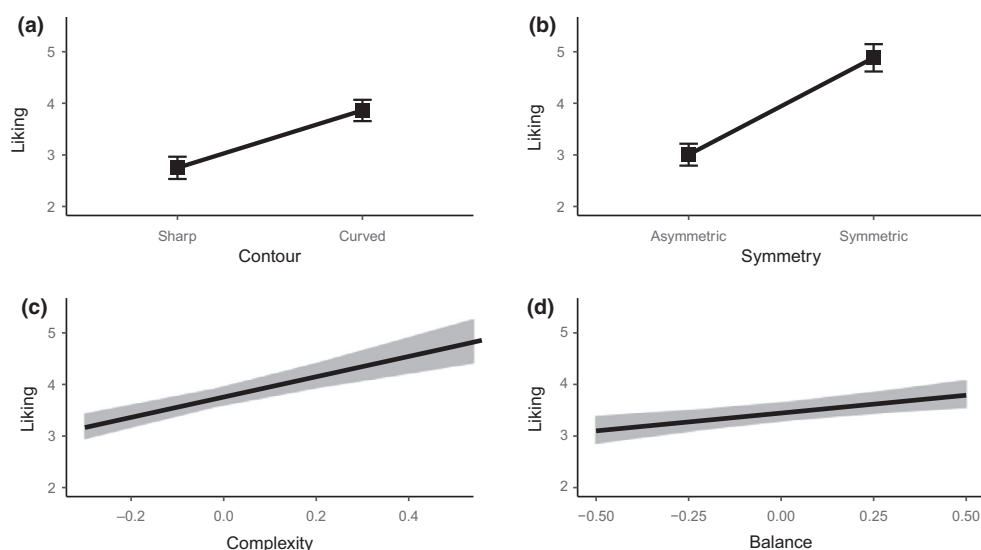 (a)
5
4
3
2
Liking
Sharp
Curved
Contour
(b)
5
4
3
2
Liking
Asymmetric
Symmetric
Symmetry
(c)
5
4
3
2
Liking
−0.2
0.0
0.2
0.4
Complexity
(d)
5
4
3
2
Liking
−0.50
−0.25
0.00
0.25
0.50
Balance